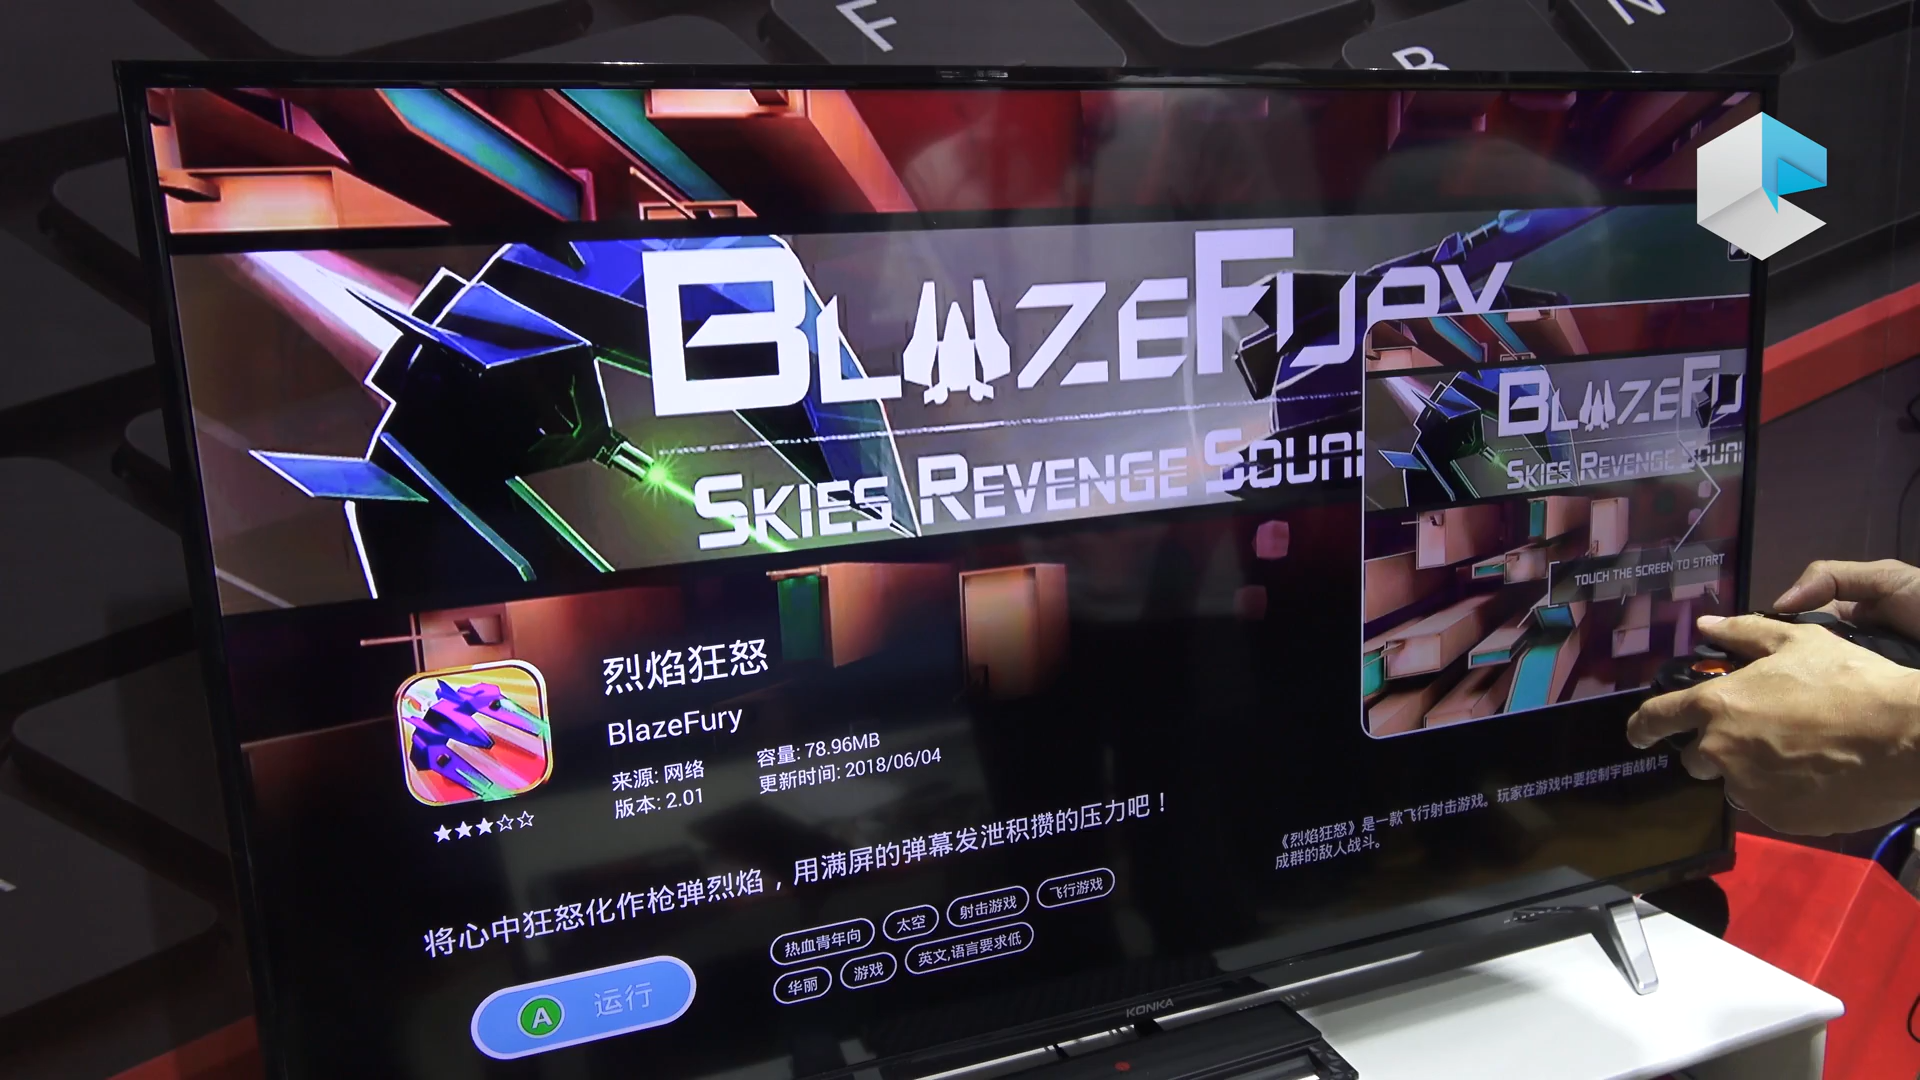 F
B
N
BLAZEFURY
SKIES REVENGE SQUA
BLAZEFU
SKIES REVENGE SQUA
TOUCH THE SCREEN TO START
烈焰狂怒
BlazeFury
来源: 网络
容量: 78.96MB
版本: 2.01
更新时间: 2018/06/04
将心中狂怒化作枪弹烈焰，用满屏的弹幕发泄积攒的压力吧！
《烈焰狂怒》是一款飞行射击游戏。玩家在游戏中要控制宇宙战机与
成群的敌人战斗。
热血青年向
太空
射击游戏
飞行游戏
华丽
游戏
英文,语言要求低
A 运行
KONKA